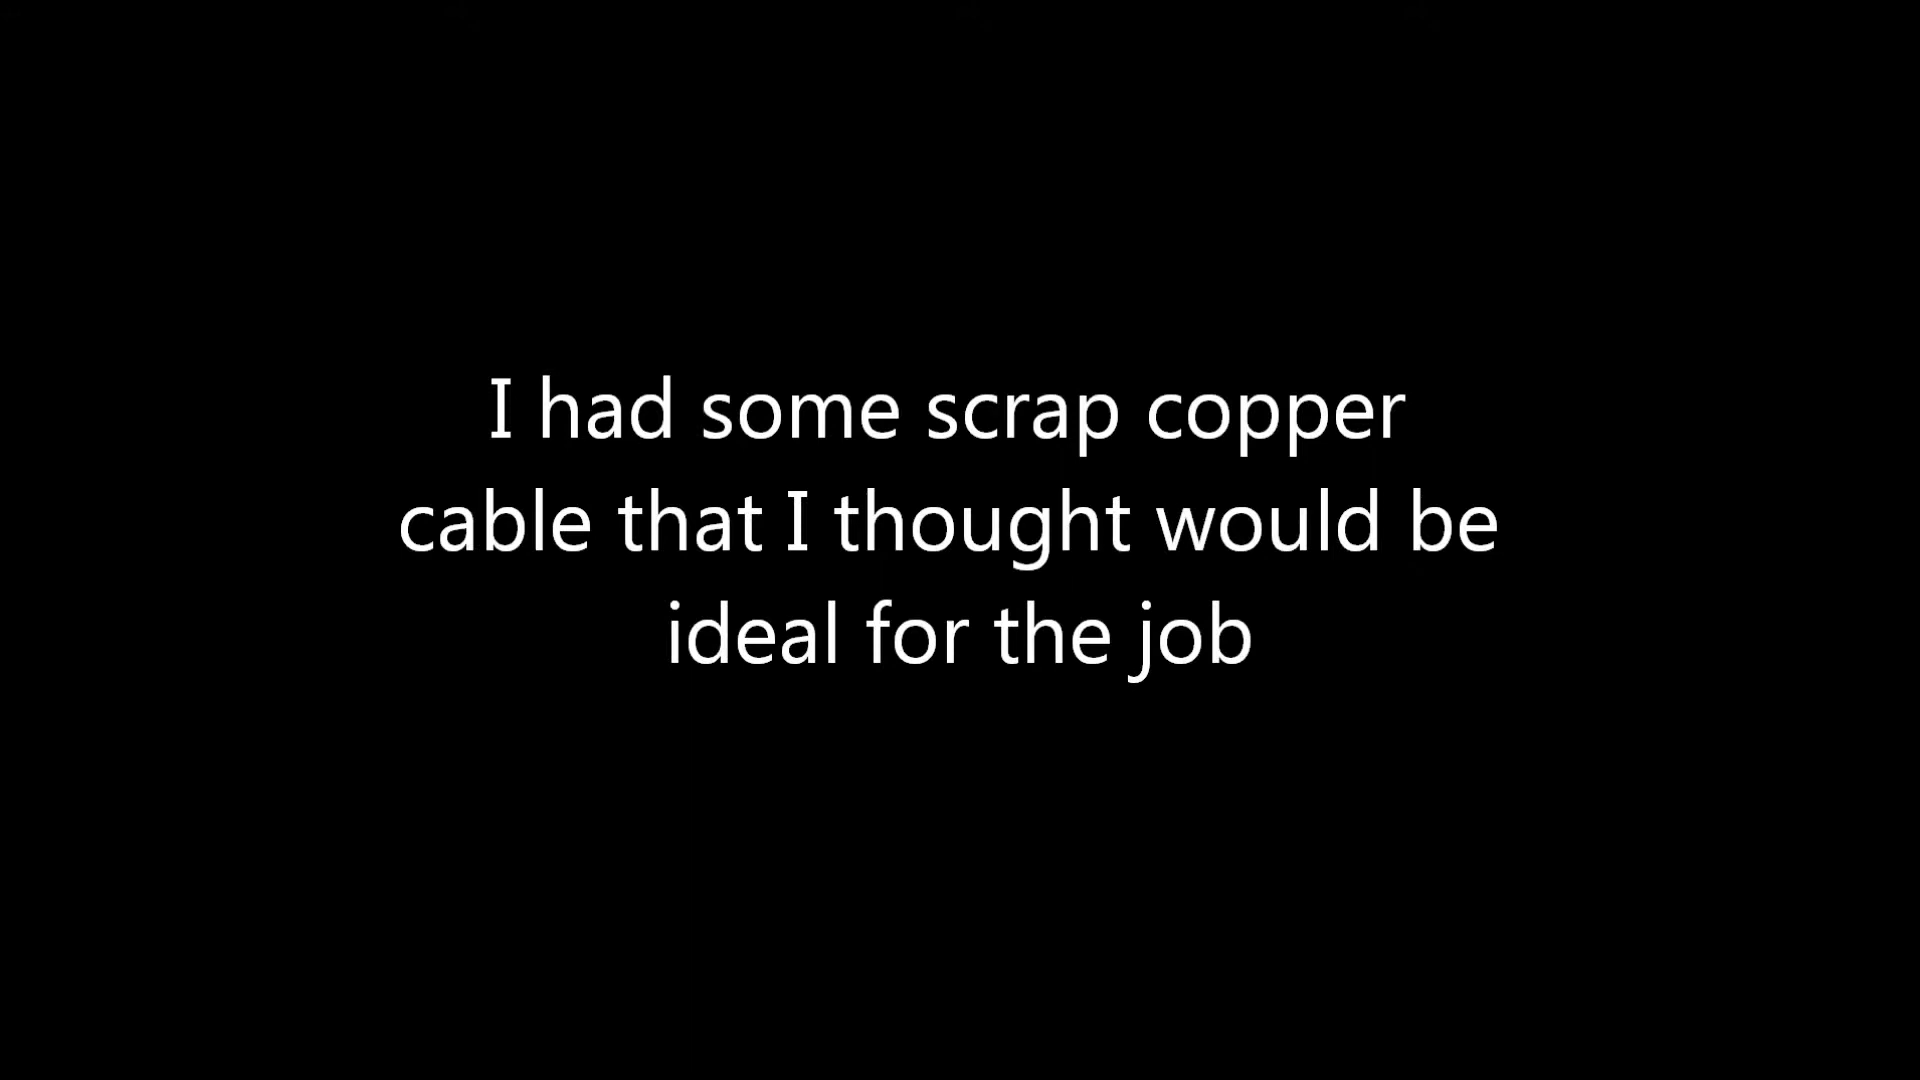 I had some scrap copper
cable that I thought would be
ideal for the job